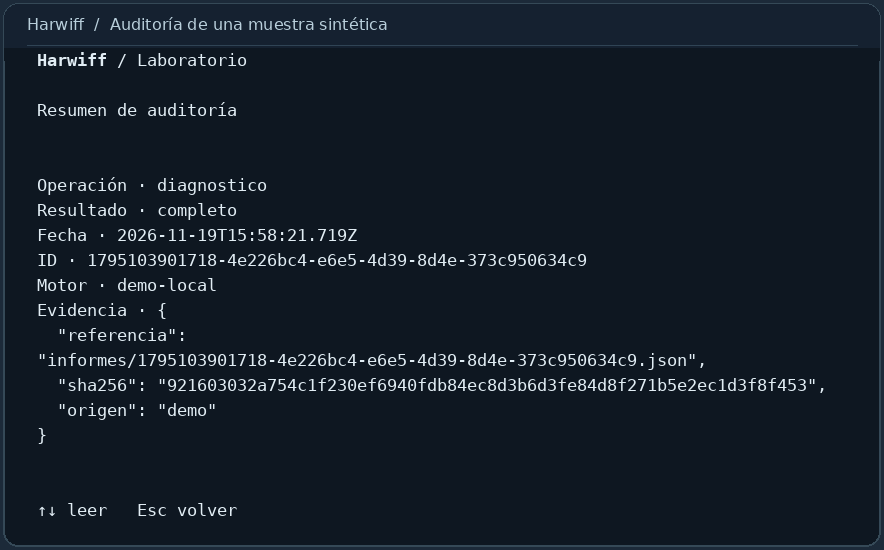 Harwiff / Auditoría de una muestra sintética
Harwiff / Laboratorio
Resumen de auditoría
Operación · diagnostico
Resultado · completo
Fecha · 2026-11-19T15:58:21.719Z
ID · 1795103901718-4e226bc4-e6e5-4d39-8d4e-373c950634c9
Motor · demo-local
Evidencia · {
  "referencia":
"informes/1795103901718-4e226bc4-e6e5-4d39-8d4e-373c950634c9.json",
  "sha256": "921603032a754c1f230ef6940fdb84ec8d3b6d3fe84d8f271b5e2ec1d3f8f453",
  "origen": "demo"
}
↑↓ leer   Esc volver